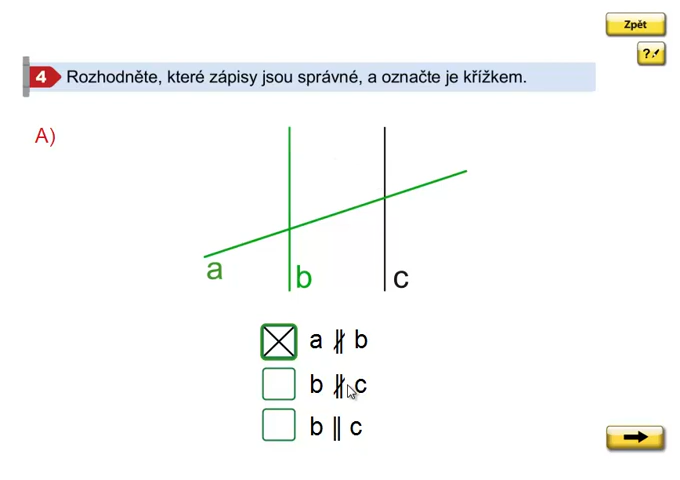 Zpět
?
4 Rozhodněte, které zápisy jsou správné, a označte je křížkem.
A)
a
b
c
a ∦ b
b ∦ c
b ∥ c